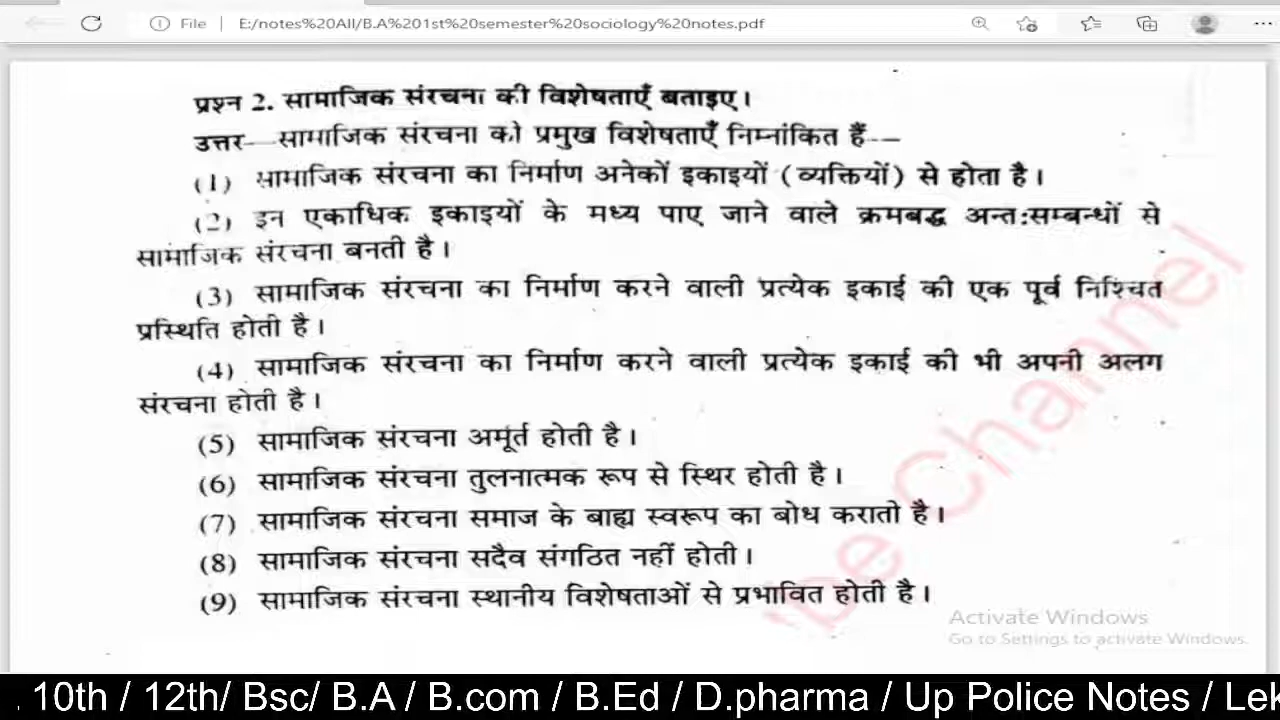 File | E:/notes%20All/B.A%201st%20semester%20sociology%20notes.pdf
प्रश्न 2. सामाजिक संरचना की विशेषताएँ बताइए।
उत्तर—सामाजिक संरचना की प्रमुख विशेषताएँ निम्नांकित हैं—
(1) सामाजिक संरचना का निर्माण अनेकों इकाइयों (व्यक्तियों) से होता है।
(2) इन एकाधिक इकाइयों के मध्य पाए जाने वाले क्रमबद्ध अन्त:सम्बन्धों से
सामाजिक संरचना बनती है।
(3) सामाजिक संरचना का निर्माण करने वाली प्रत्येक इकाई की एक पूर्व निश्चित
प्रस्थिति होती है।
(4) सामाजिक संरचना का निर्माण करने वाली प्रत्येक इकाई की भी अपनी अलग
संरचना होती है।
(5) सामाजिक संरचना अमूर्त होती है।
(6) सामाजिक संरचना तुलनात्मक रूप से स्थिर होती है।
(7) सामाजिक संरचना समाज के बाह्य स्वरूप का बोध कराती है।
(8) सामाजिक संरचना सदैव संगठित नहीं होती।
(9) सामाजिक संरचना स्थानीय विशेषताओं से प्रभावित होती है।
Channel
Activate Windows
Go to Settings to activate Windows.
10th / 12th/ Bsc/ B.A / B.com / B.Ed / D.pharma / Up Police Notes /